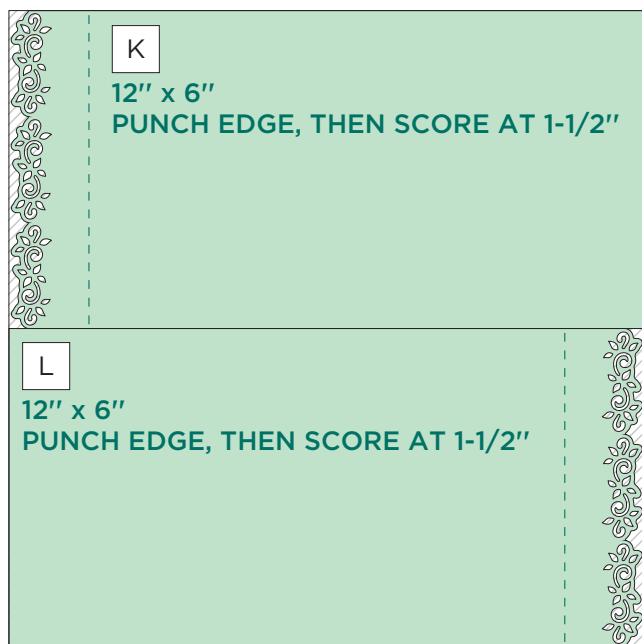 K
12" x 6"
PUNCH EDGE, THEN SCORE AT 1-1/2"
L
12" x 6"
PUNCH EDGE, THEN SCORE AT 1-1/2"